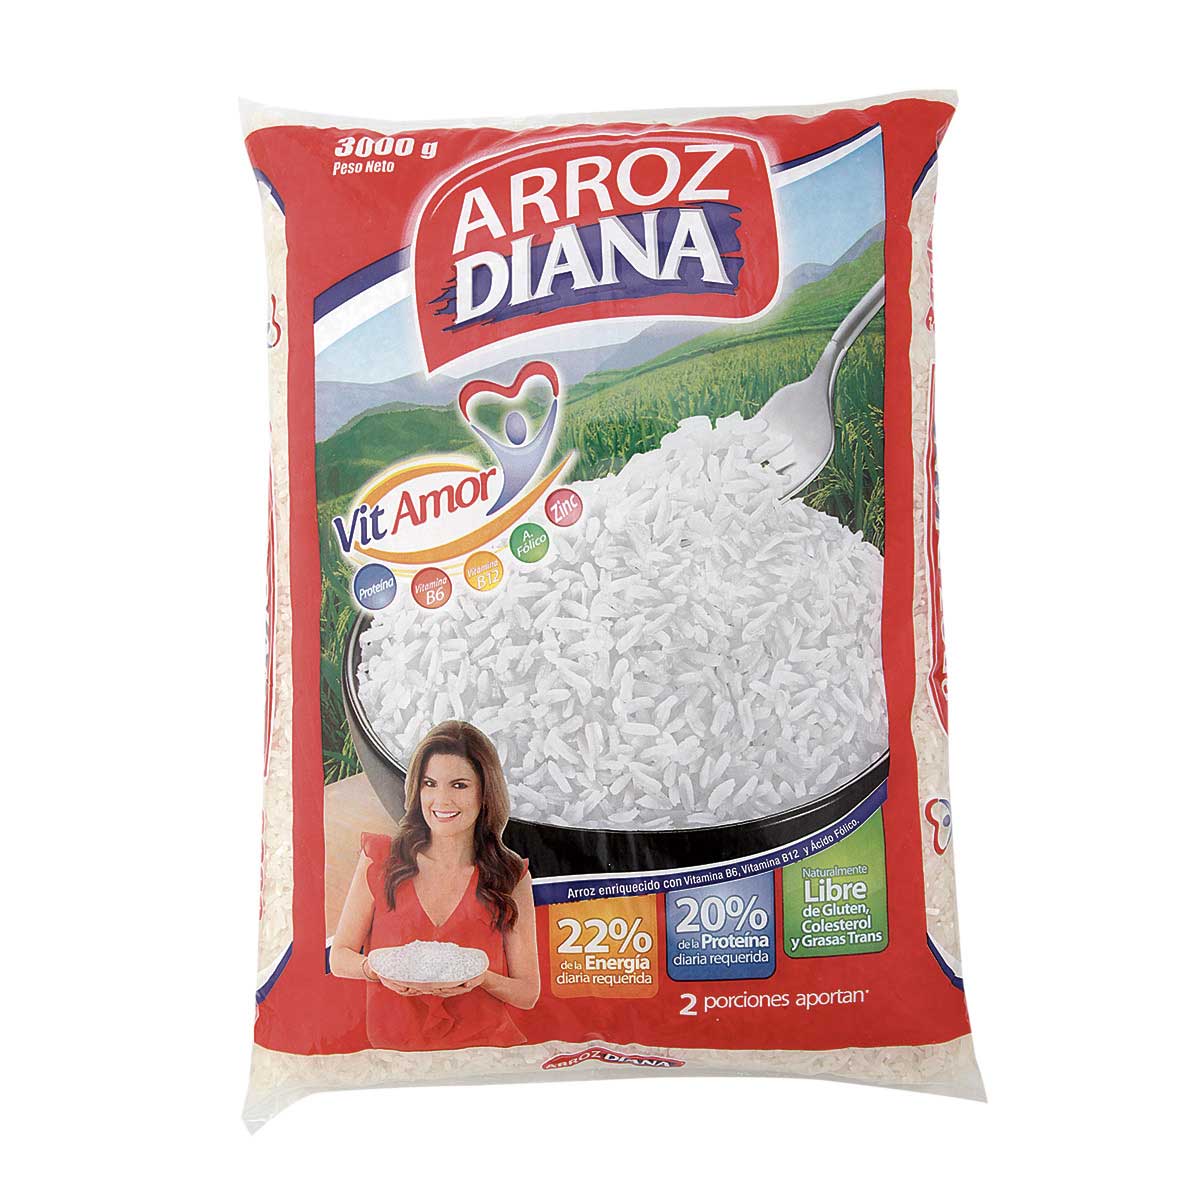 3000 g
Peso Neto
ARROZ
DIANA
VitAmor
Proteína
Vitamina
B6
Vitamina
B12
A.
Fólico
Zinc
Arroz enriquecido con Vitamina B6, Vitamina B12 y Ácido Fólico.
22%
de la Energía
diaria requerida
20%
de la Proteína
diaria requerida
Naturalmente
Libre
de Gluten,
Colesterol
y Grasas Trans
2 porciones aportan*
ARROZ DIANA